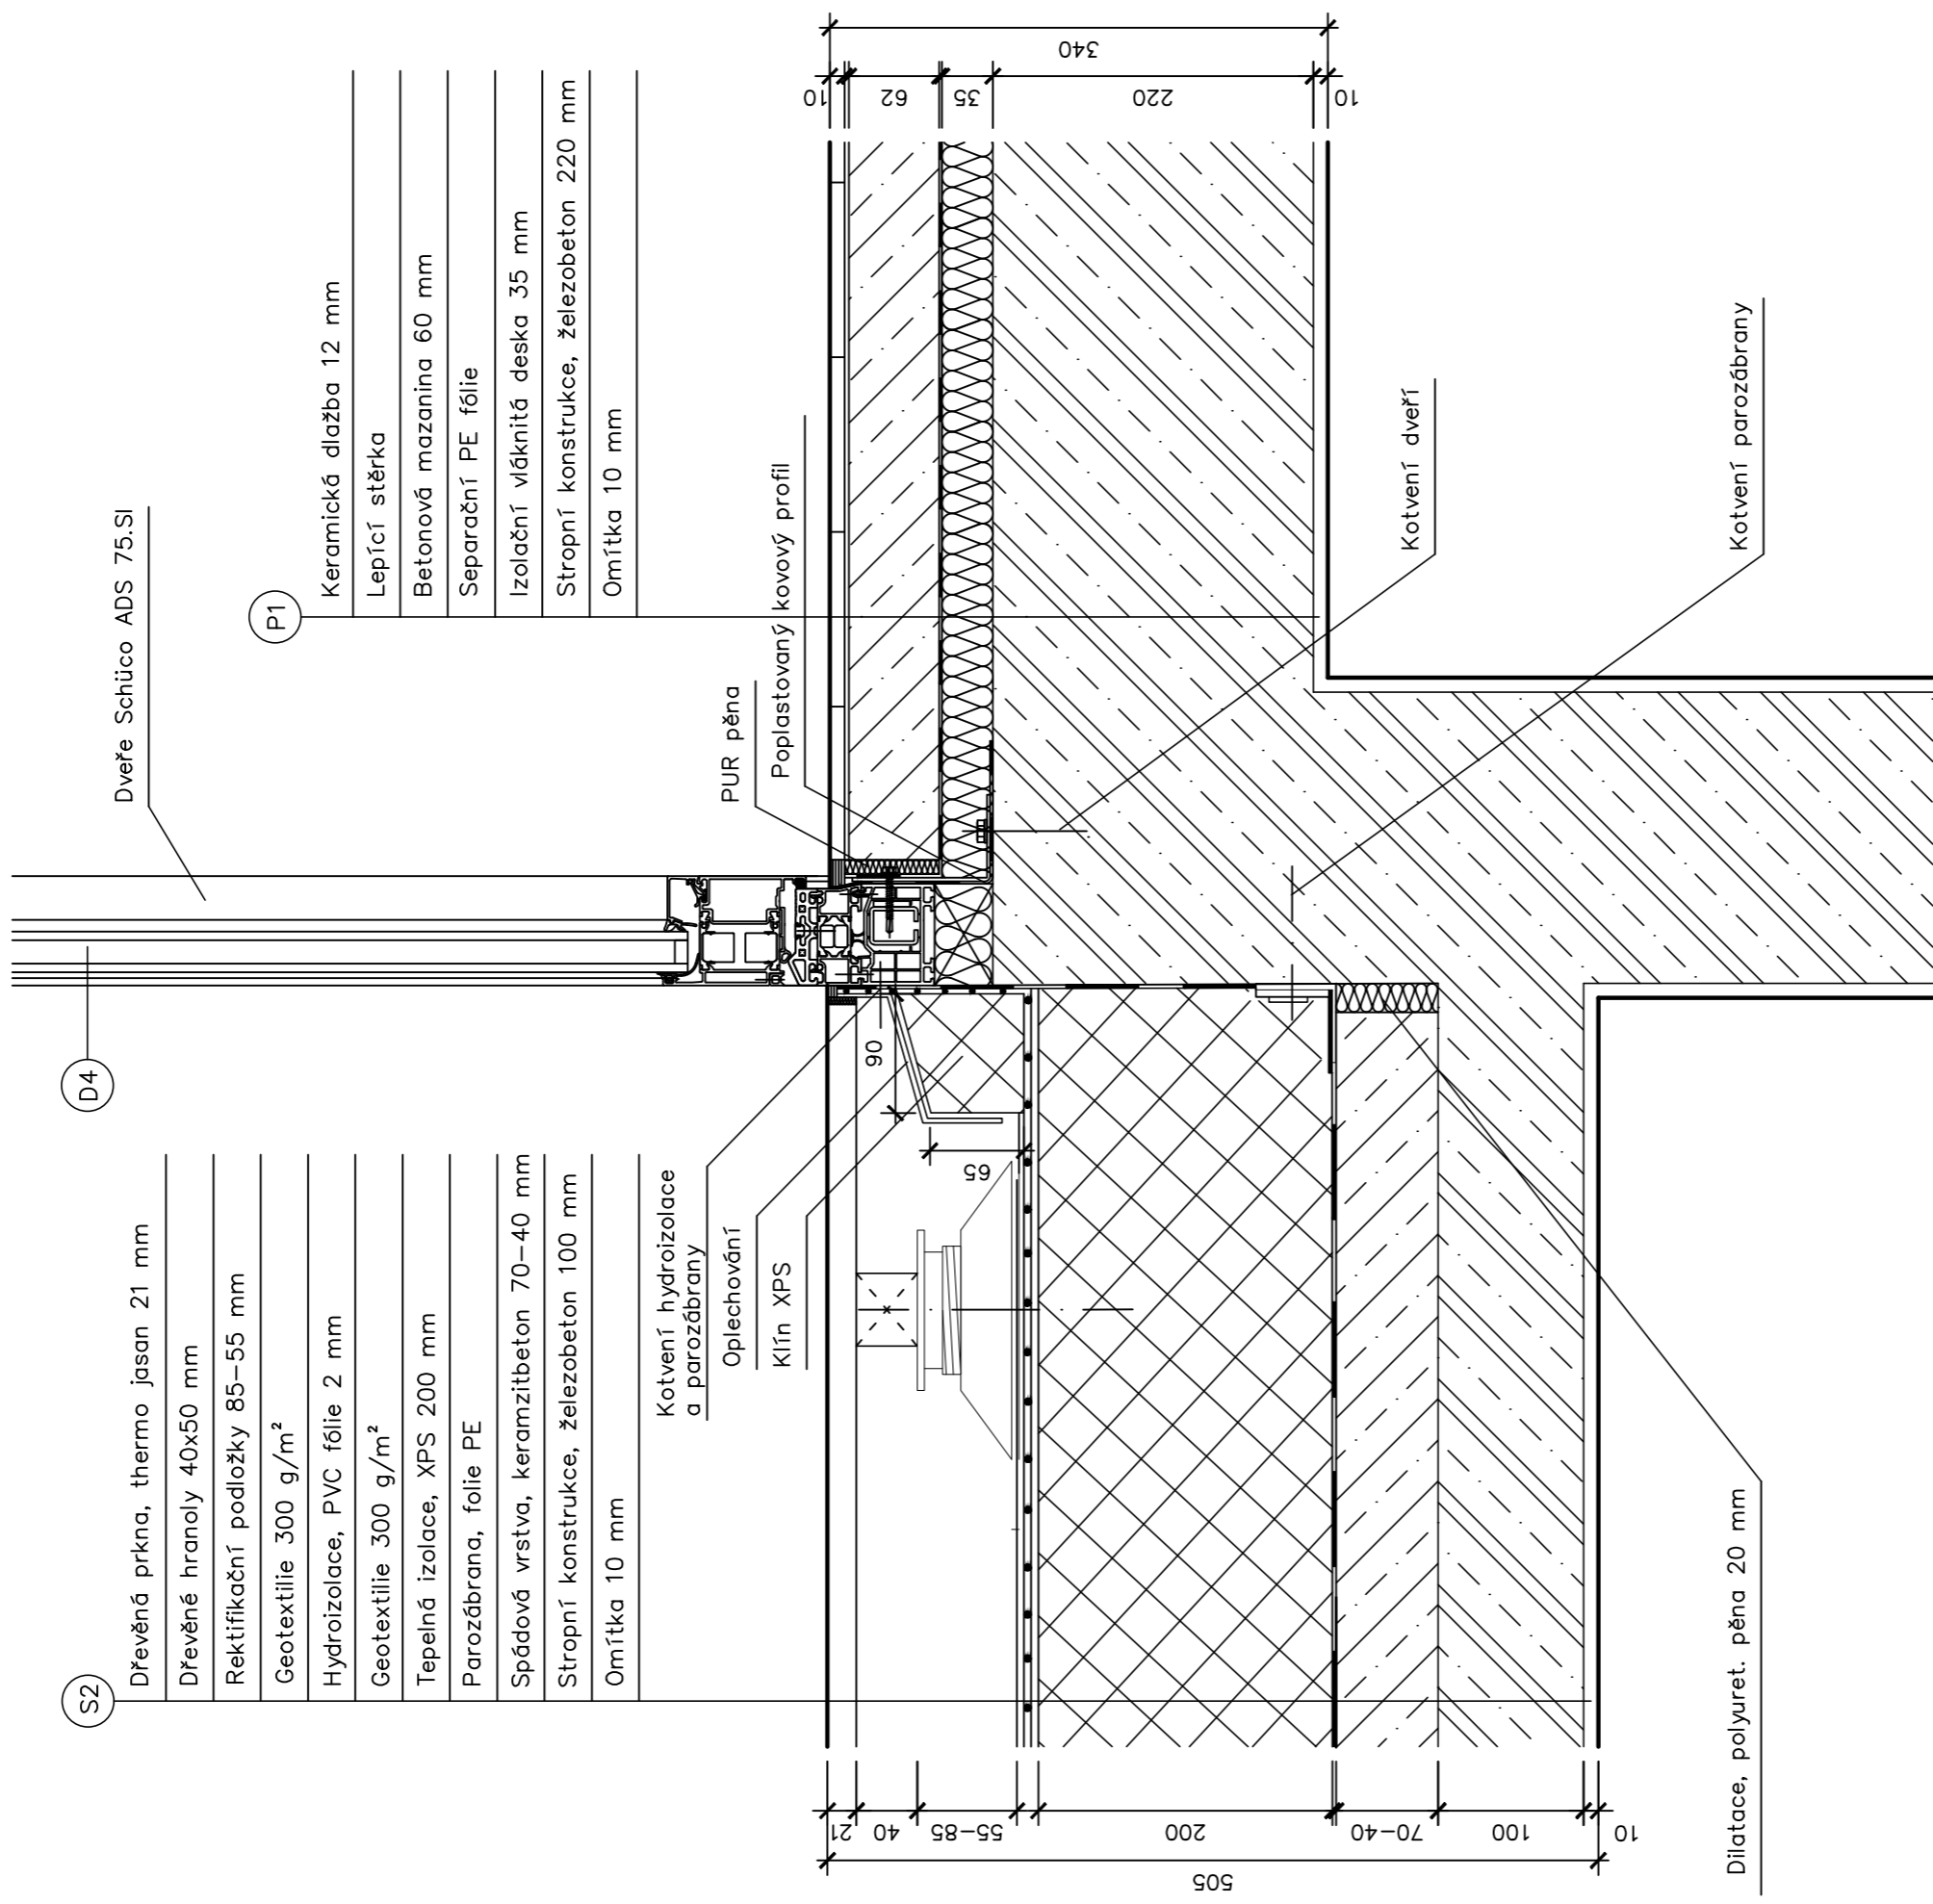 S2
Dřevěná prkna, thermo jasan 21 mm
Dřevěné hranoly 40x50 mm
Rektifikační podložky 85–55 mm
Geotextilie 300 g/m²
Hydroizolace, PVC fólie 2 mm
Geotextilie 300 g/m²
Tepelná izolace, XPS 200 mm
Parozábrana, folie PE
Spádová vrstva, keramzitbeton 70–40 mm
Stropní konstrukce, železobeton 100 mm
Omítka 10 mm
D4
Dveře Schüco ADS 75.SI
P1
Keramická dlažba 12 mm
Lepící stěrka
Betonová mazanina 60 mm
Separační PE fólie
Izolační vláknitá deska 35 mm
Stropní konstrukce, železobeton 220 mm
Omítka 10 mm
Kotvení hydroizolace
a parozábrany
Oplechování
Klín XPS
PUR pěna
Poplastovaný kovový profil
90
65
21
40
55–85
200
70–40
100
10
505
10
62
35
220
10
340
Kotvení dveří
Kotvení parozábrany
Dilatace, polyuret. pěna 20 mm